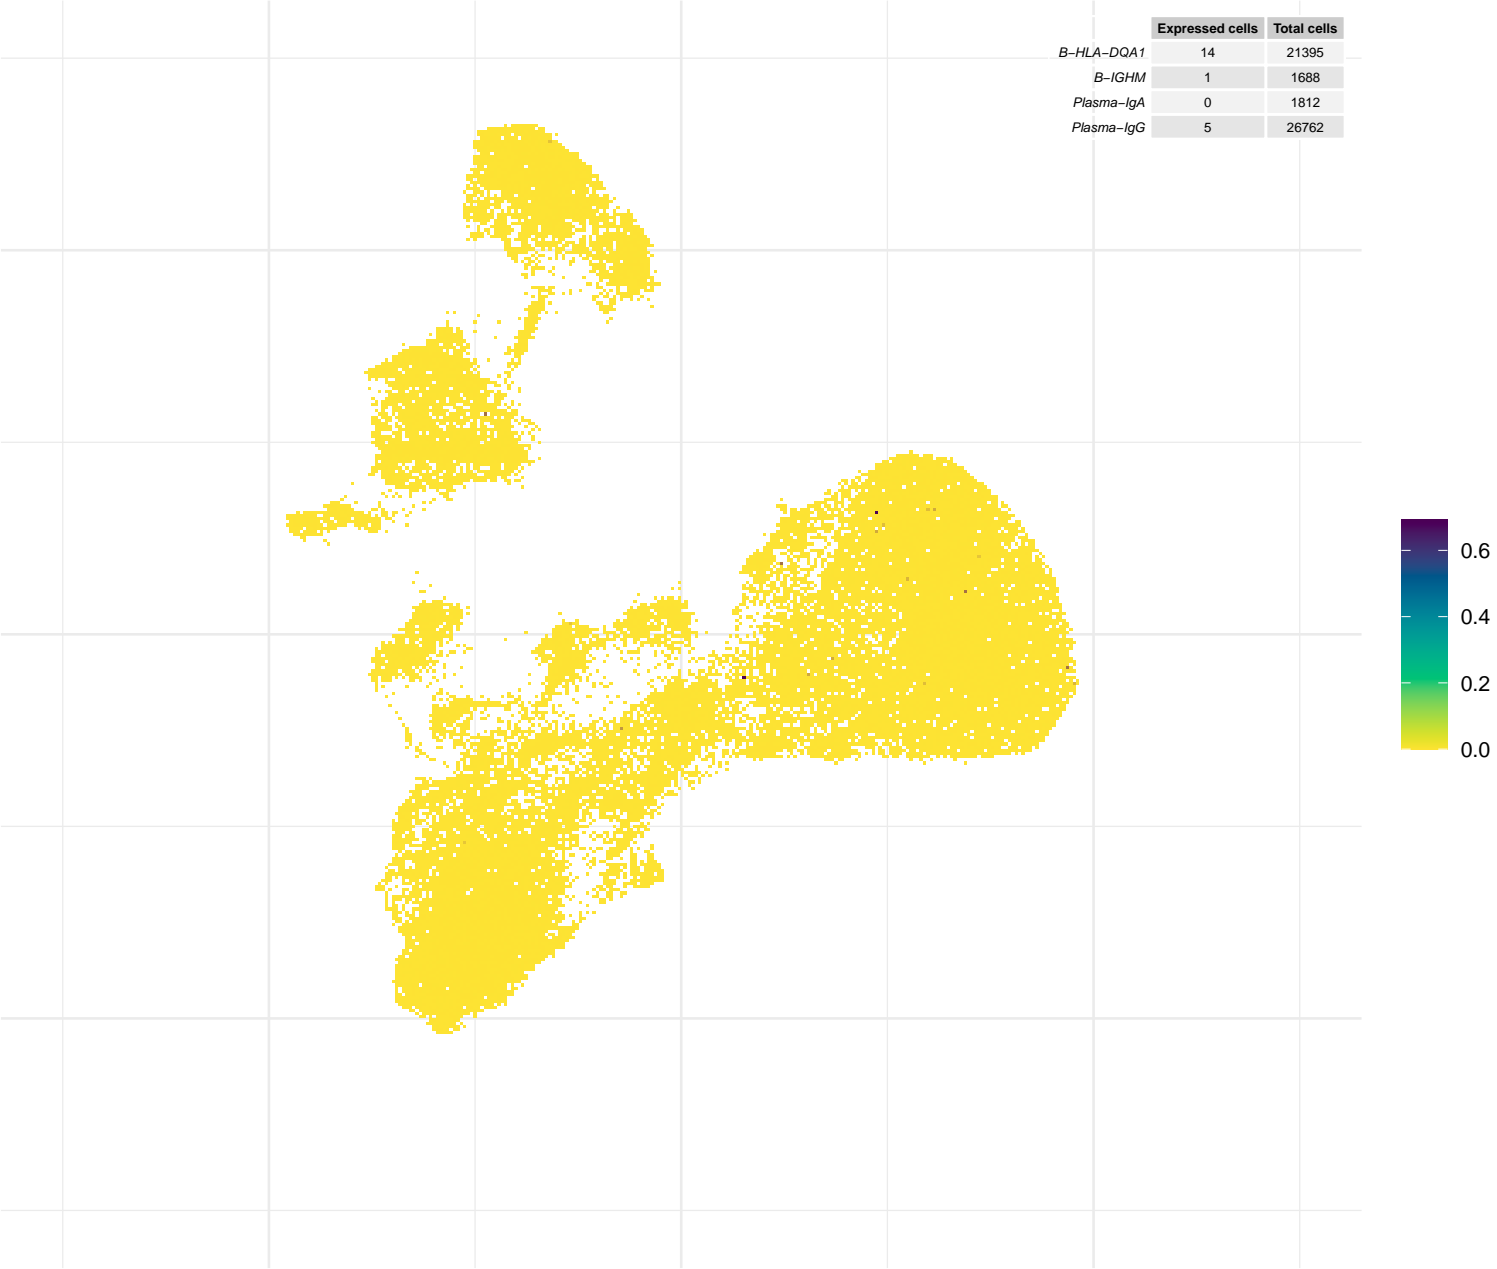 Expressed cells Total cells
B−HLA−DQA1 14 21395
B−IGHM 1 1688
Plasma−IgA 0 1812
Plasma−IgG 5 26762
0.6
0.4
0.2
0.0